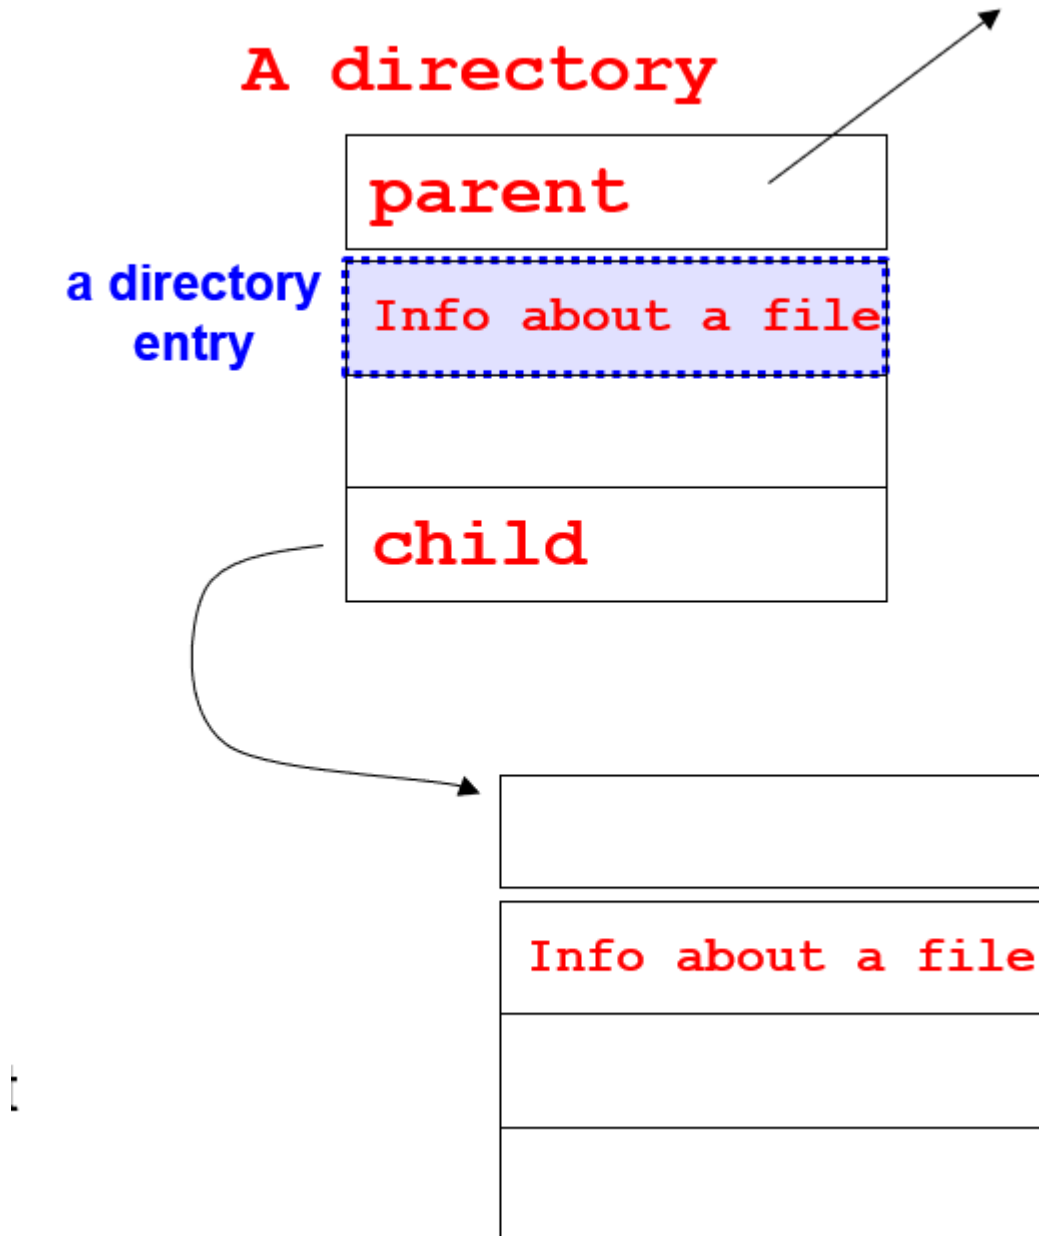 A directory
parent
a directory
entry
Info about a file
child
Info about a file